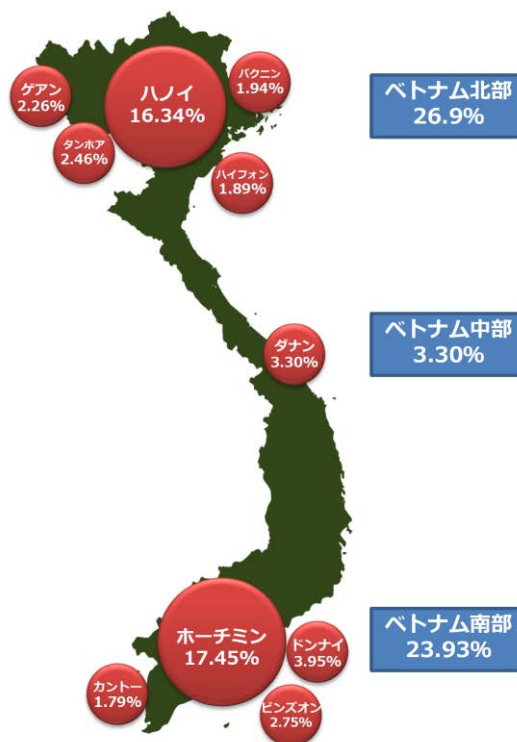 ゲアン
2.26%
ハノイ
16.34%
バクニン
1.94%
ベトナム北部
26.9%
タンホア
2.46%
ハイフォン
1.89%
ダナン
3.30%
ベトナム中部
3.30%
ホーチミン
17.45%
ドンナイ
3.95%
ベトナム南部
23.93%
カントー
1.79%
ビンズオン
2.75%